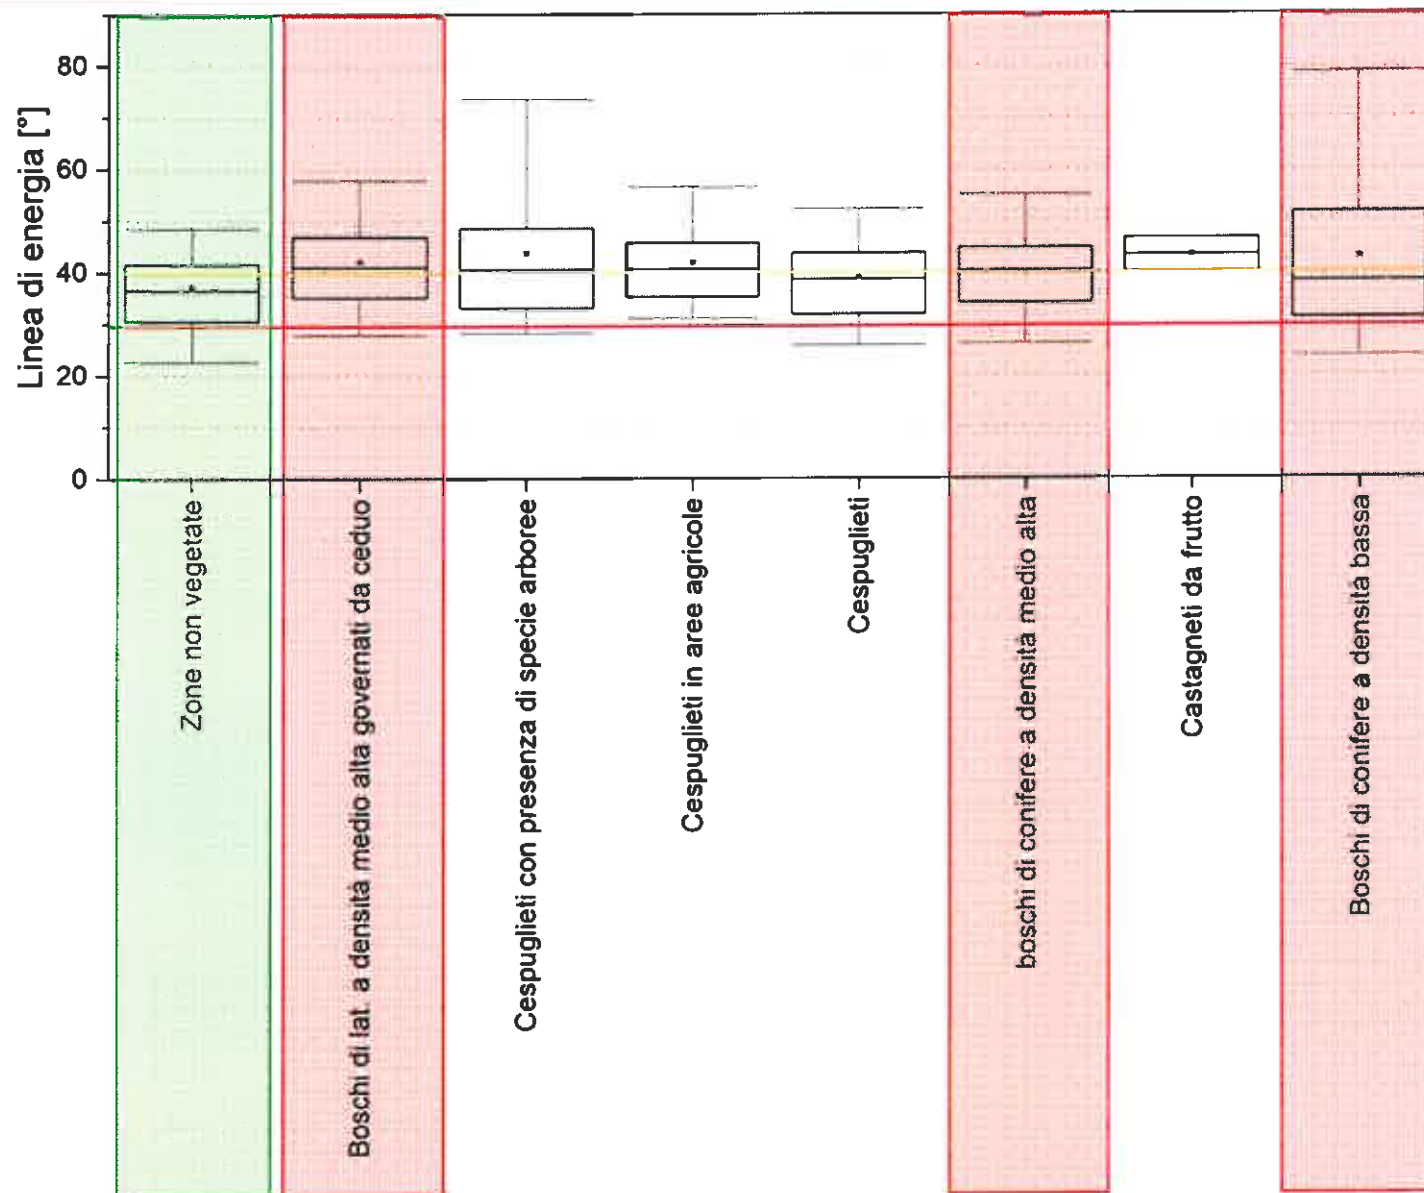 Linea di energia [°]
80
60
40
20
0
Zone non vegetate
Boschi di lat. a densità medio alta governati da ceduo
Cespuglieti con presenza di specie arboree
Cespuglieti in aree agricole
Cespuglieti
boschi di conifere a densità medio alta
Castagneti da frutto
Boschi di conifere a densità bassa